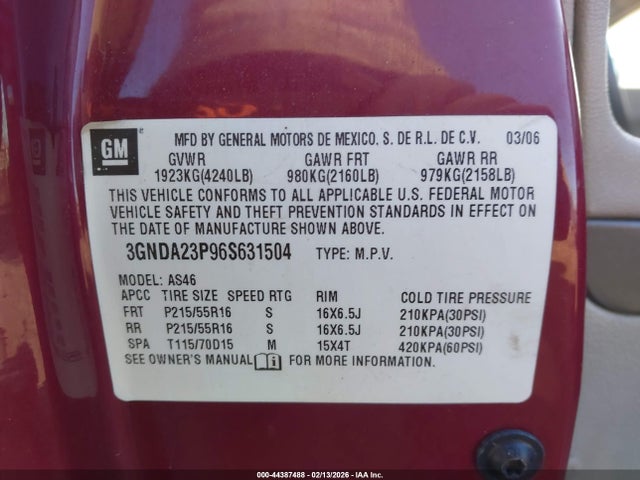 GM
MFD BY GENERAL MOTORS DE MEXICO. S. DE R.L. DE C.V. 03/06
GVWR GAWR FRT GAWR RR
1923KG(4240LB) 980KG(2160LB) 979KG(2158LB)
THIS VEHICLE CONFORMS TO ALL APPLICABLE U.S. FEDERAL MOTOR
VEHICLE SAFETY AND THEFT PREVENTION STANDARDS IN EFFECT ON
THE DATE OF MANUFACTURE SHOWN ABOVE.
3GNDA23P96S631504 TYPE: M.P.V.
MODEL: AS46
APCC TIRE SIZE SPEED RTG RIM COLD TIRE PRESSURE
FRT P215/55R16 S 16X6.5J 210KPA(30PSI)
RR P215/55R16 S 16X6.5J 210KPA(30PSI)
SPA T115/70D15 M 15X4T 420KPA(60PSI)
SEE OWNER'S MANUAL i FOR MORE INFORMATION.
000-44387488 - 02/13/2026 - IAA Inc.